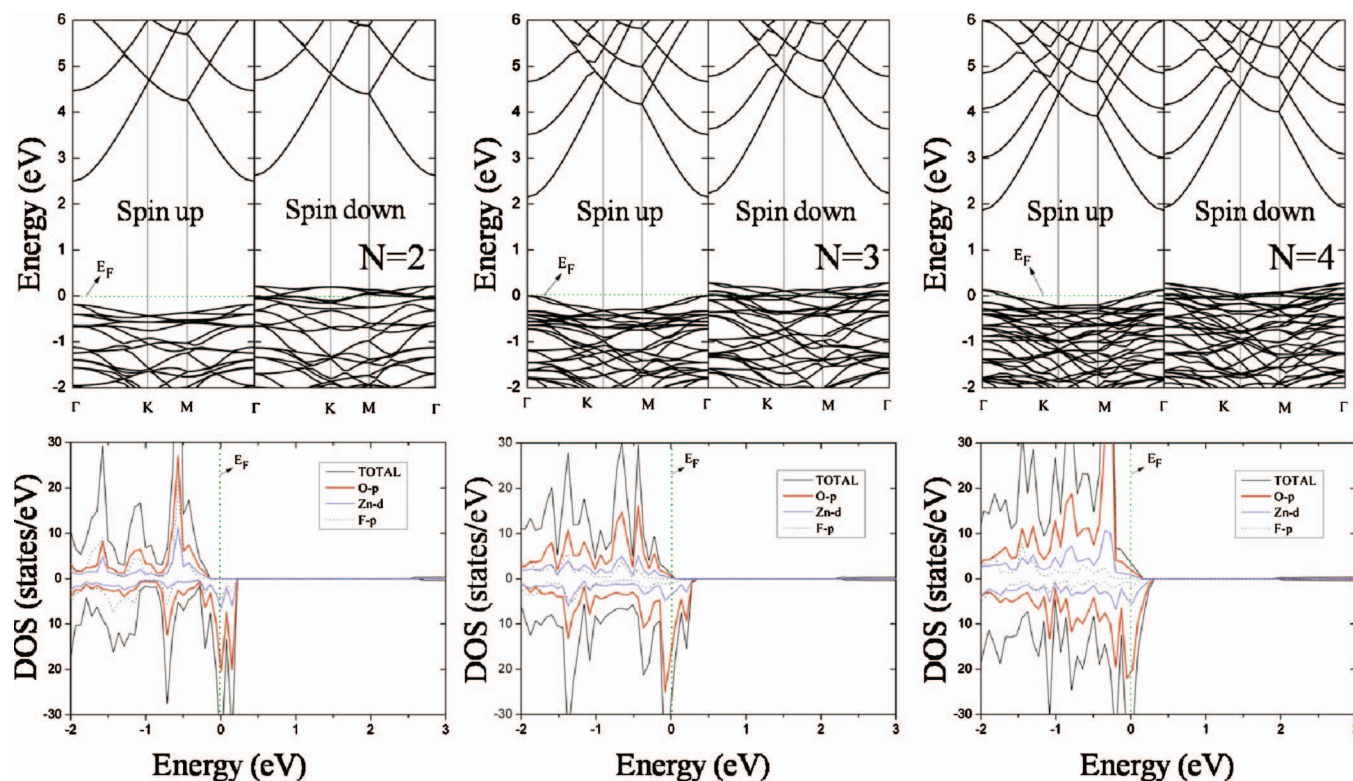 6
5
4
3
2
1
0
-1
-2
Energy (eV)
Spin up
Spin down
N=2
E_F
Γ K M Γ K M Γ
6
5
4
3
2
1
0
-1
-2
Energy (eV)
Spin up
Spin down
N=3
E_F
Γ K M Γ K M Γ
6
5
4
3
2
1
0
-1
-2
Energy (eV)
Spin up
Spin down
N=4
E_F
Γ K M Γ K M Γ
30
20
10
0
10
20
-30
DOS (states/eV)
E_F
TOTAL
O-p
Zn-d
F-p
-2 -1 0 1 2 3
Energy (eV)
30
20
10
0
10
20
-30
DOS (states/eV)
E_F
TOTAL
O-p
Zn-d
F-p
-2 -1 0 1 2 3
Energy (eV)
30
20
10
0
10
20
-30
DOS (states/eV)
E_F
TOTAL
O-p
Zn-d
F-p
-2 -1 0 1 2 3
Energy (eV)